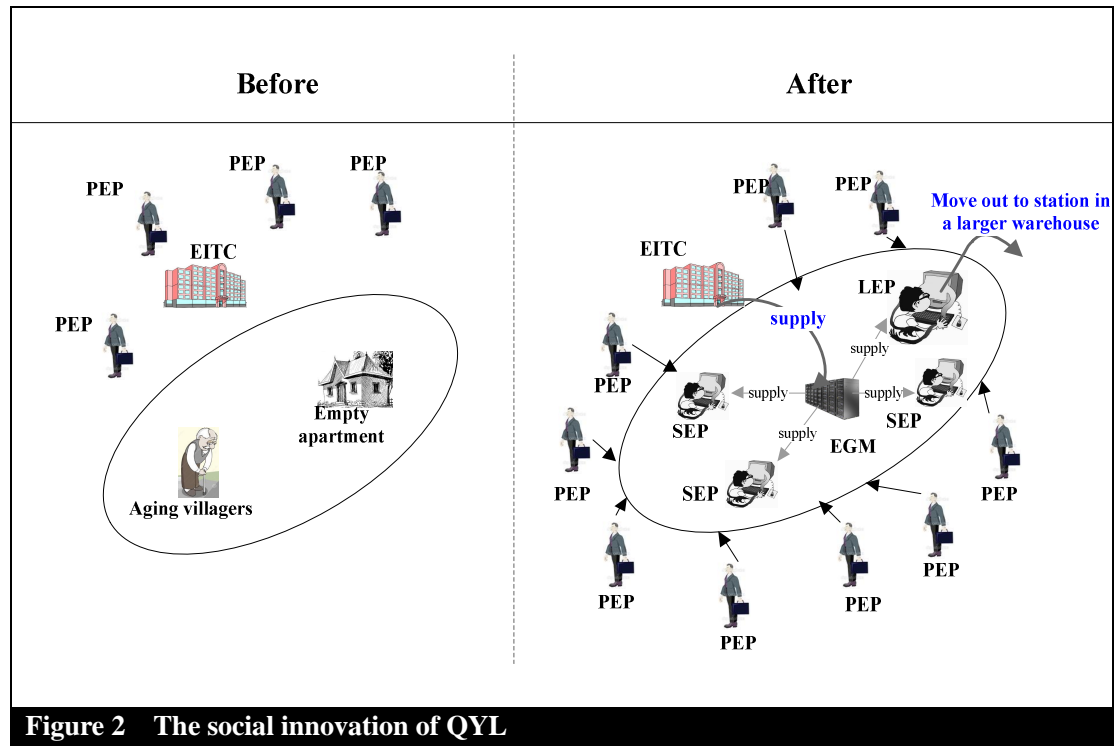 Before
After
PEP
PEP
PEP
EITC
PEP
Empty
apartment
Aging villagers
PEP
PEP
Move out to station in
a larger warehouse
EITC
LEP
supply
supply
PEP
supply
supply
SEP
SEP
supply
EGM
SEP
PEP
PEP
PEP
PEP
PEP
PEP
Figure 2 The social innovation of QYL